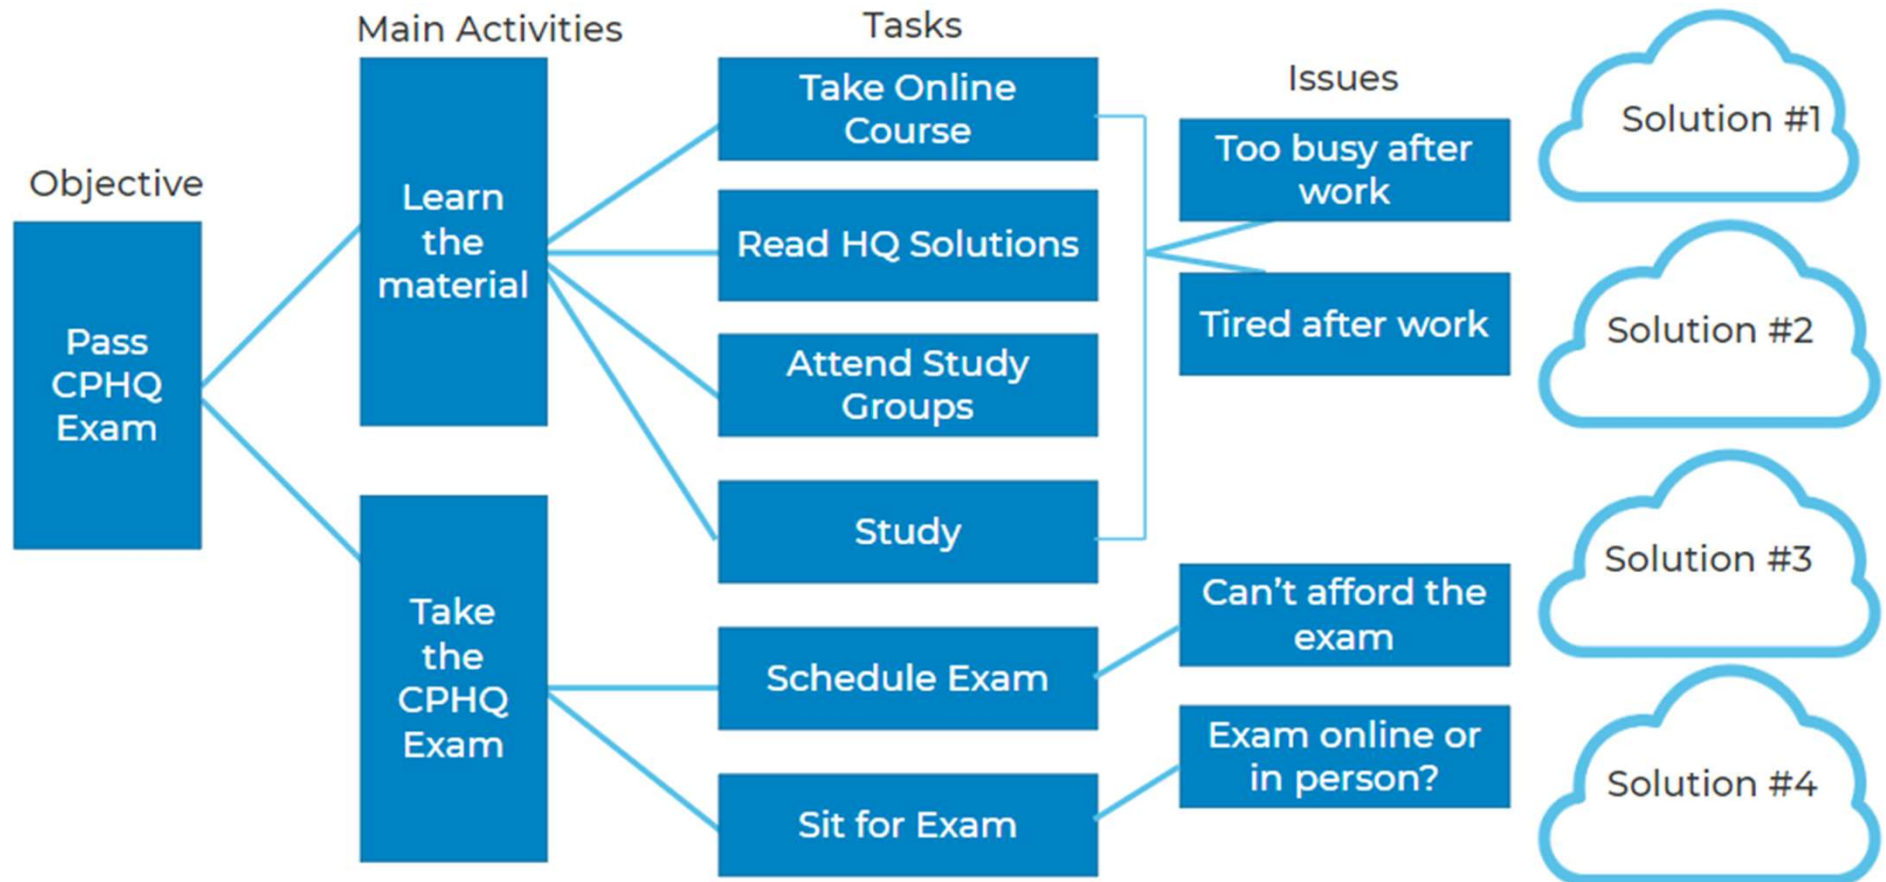 Objective
Pass
CPHQ
Exam
Main Activities
Learn
the
material
Take
the
CPHQ
Exam
Tasks
Take Online
Course
Read HQ Solutions
Attend Study
Groups
Study
Schedule Exam
Sit for Exam
Issues
Too busy after
work
Tired after work
Can’t afford the
exam
Exam online or
in person?
Solution #1
Solution #2
Solution #3
Solution #4